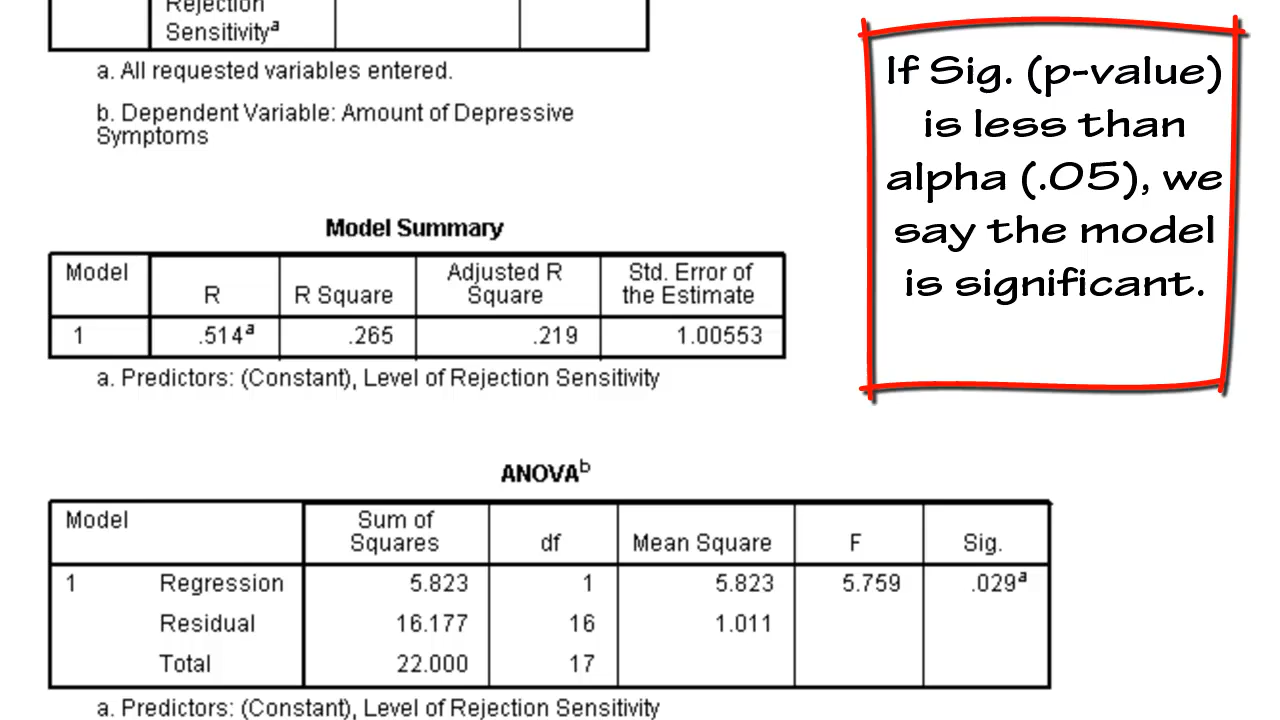 Rejection
Sensitivityᵃ
a. All requested variables entered.
b. Dependent Variable: Amount of Depressive
Symptoms
If Sig. (p-value)
is less than
alpha (.05), we
say the model
is significant.
Model Summary
Model R R Square Adjusted R Square Std. Error of the Estimate
1 .514ᵃ .265 .219 1.00553
a. Predictors: (Constant), Level of Rejection Sensitivity
ANOVAᵇ
Model Sum of Squares df Mean Square F Sig.
1 Regression 5.823 1 5.823 5.759 .029ᵃ
Residual 16.177 16 1.011
Total 22.000 17
a. Predictors: (Constant), Level of Rejection Sensitivity